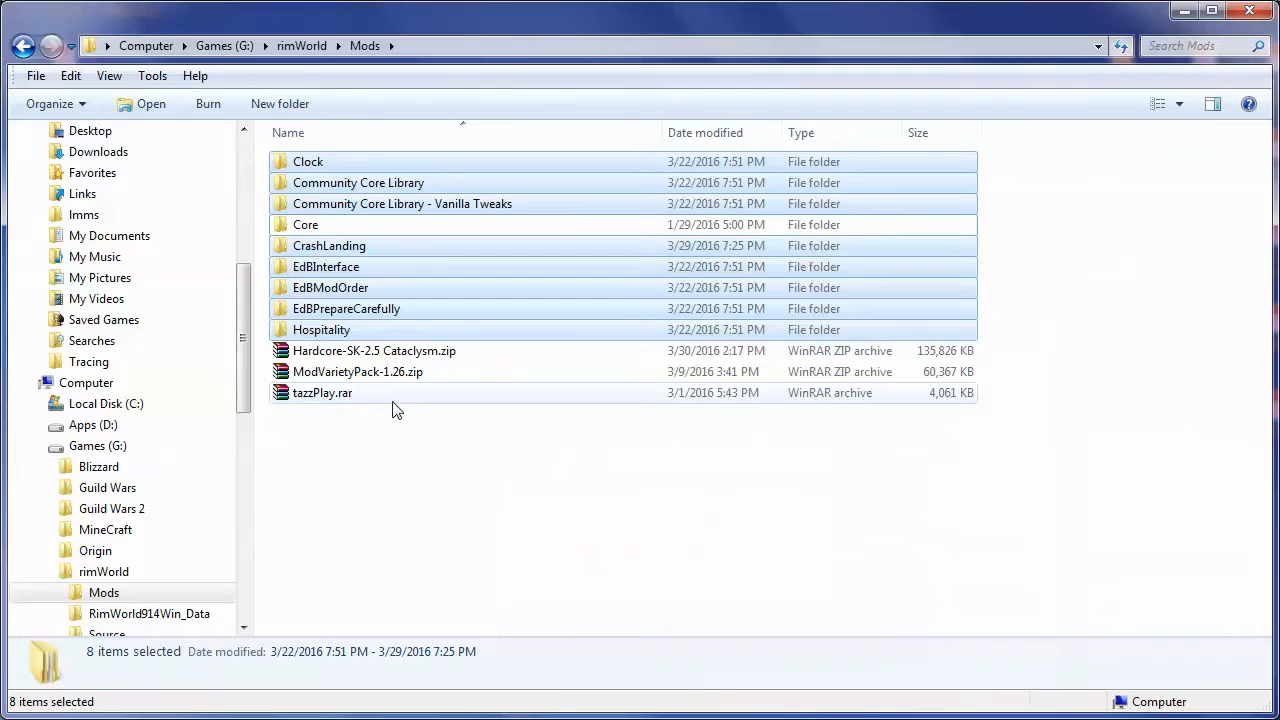 Computer Games (G:) rimWorld Mods Search Mods
File Edit View Tools Help
Organize Open Burn New folder
Desktop
Downloads
Favorites
Links
Imms
My Documents
My Music
My Pictures
My Videos
Saved Games
Searches
Tracing
Computer
Local Disk (C:)
Apps (D:)
Games (G:)
Blizzard
Guild Wars
Guild Wars 2
MineCraft
Origin
rimWorld
Mods
RimWorld914Win_Data
Source
Name Date modified Type Size
Clock 3/22/2016 7:51 PM File folder
Community Core Library 3/22/2016 7:51 PM File folder
Community Core Library - Vanilla Tweaks 3/22/2016 7:51 PM File folder
Core 1/29/2016 5:00 PM File folder
CrashLanding 3/29/2016 7:25 PM File folder
EdBInterface 3/22/2016 7:51 PM File folder
EdBModOrder 3/22/2016 7:51 PM File folder
EdBPrepareCarefully 3/22/2016 7:51 PM File folder
Hospitality 3/22/2016 7:51 PM File folder
Hardcore-SK-2.5 Cataclysm.zip 3/30/2016 2:17 PM WinRAR ZIP archive 135,826 KB
ModVarietyPack-1.26.zip 3/9/2016 3:41 PM WinRAR ZIP archive 60,367 KB
tazzPlay.rar 3/1/2016 5:43 PM WinRAR archive 4,061 KB
8 items selected Date modified: 3/22/2016 7:51 PM - 3/29/2016 7:25 PM
8 items selected Computer